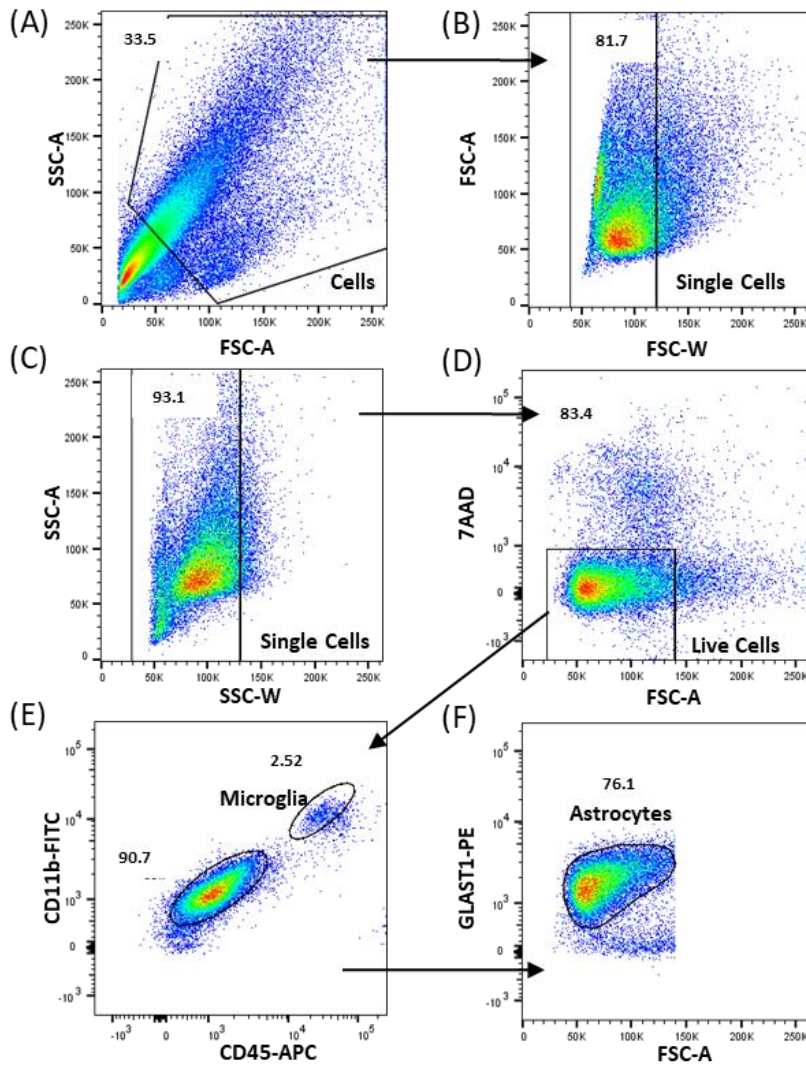 (A)
33.5
250K
200K
150K
100K
50K
0
SSC-A
Cells
0 50K 100K 150K 200K 250K
FSC-A
(B)
81.7
250K
200K
150K
100K
50K
0
FSC-A
Single Cells
0 50K 100K 150K 200K 250K
FSC-W
(C)
93.1
250K
200K
150K
100K
50K
0
SSC-A
Single Cells
50K 100K 150K 200K 250K
SSC-W
(D)
83.4
10^5
10^4
10^3
0
-10^3
7AAD
Live Cells
0 50K 100K 150K 200K 250K
FSC-A
(E)
2.52
Microglia
90.7
10^5
10^4
10^3
0
-10^3
CD11b-FITC
-10^3 0 10^3 10^4 10^5
CD45-APC
(F)
76.1
Astrocytes
10^5
10^4
10^3
0
-10^3
GLAST1-PE
0 50K 100K 150K 200K 250K
FSC-A